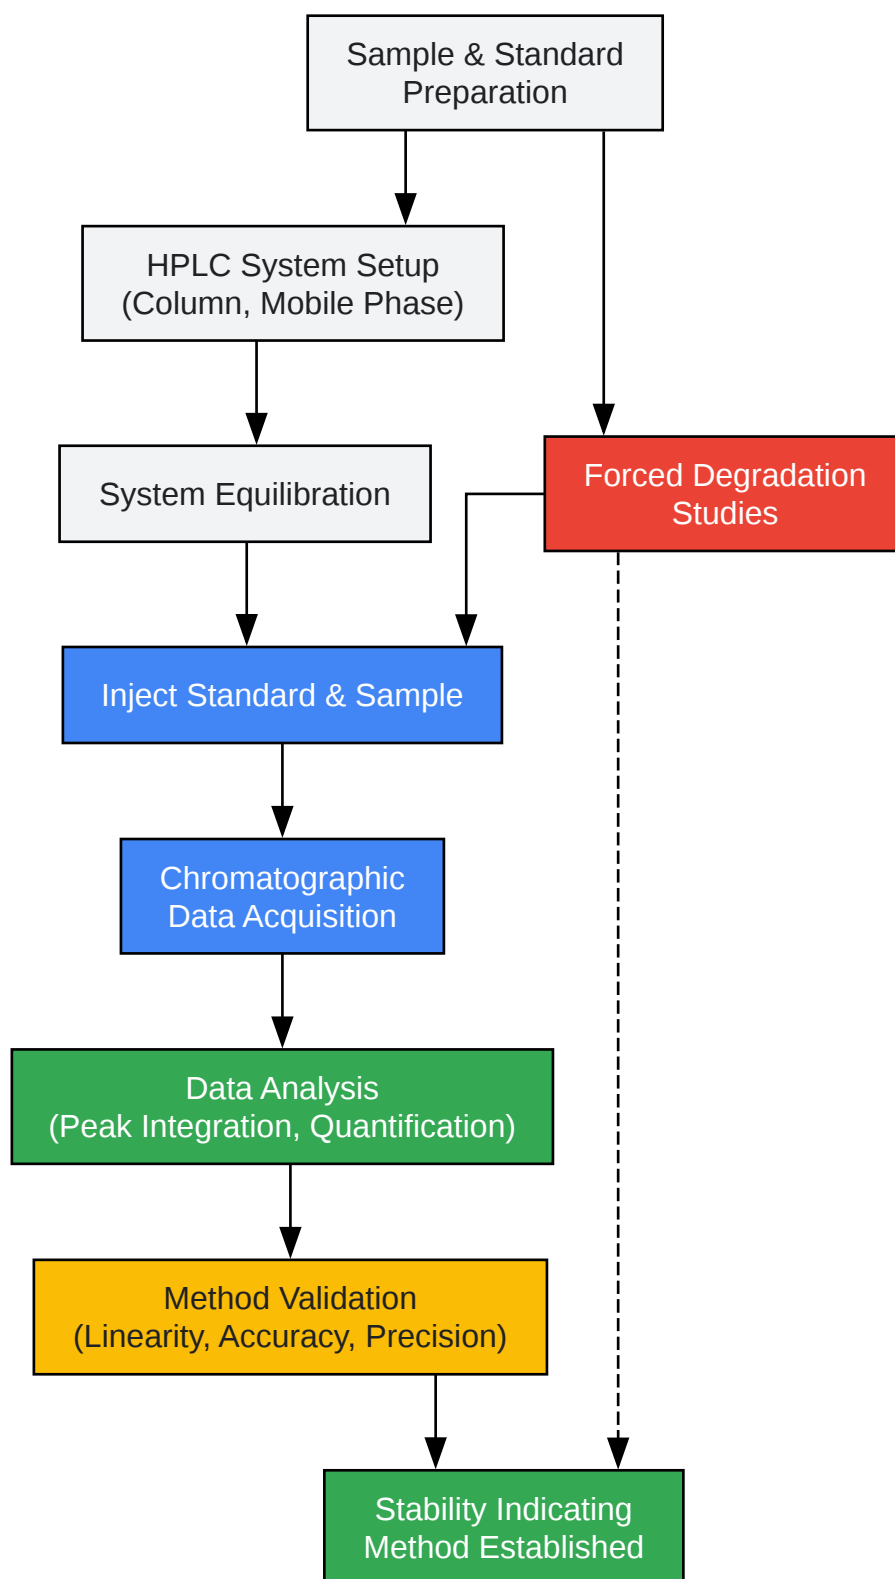 Sample & Standard
Preparation
HPLC System Setup
(Column, Mobile Phase)
System Equilibration
Forced Degradation
Studies
Inject Standard & Sample
Chromatographic
Data Acquisition
Data Analysis
(Peak Integration, Quantification)
Method Validation
(Linearity, Accuracy, Precision)
Stability Indicating
Method Established